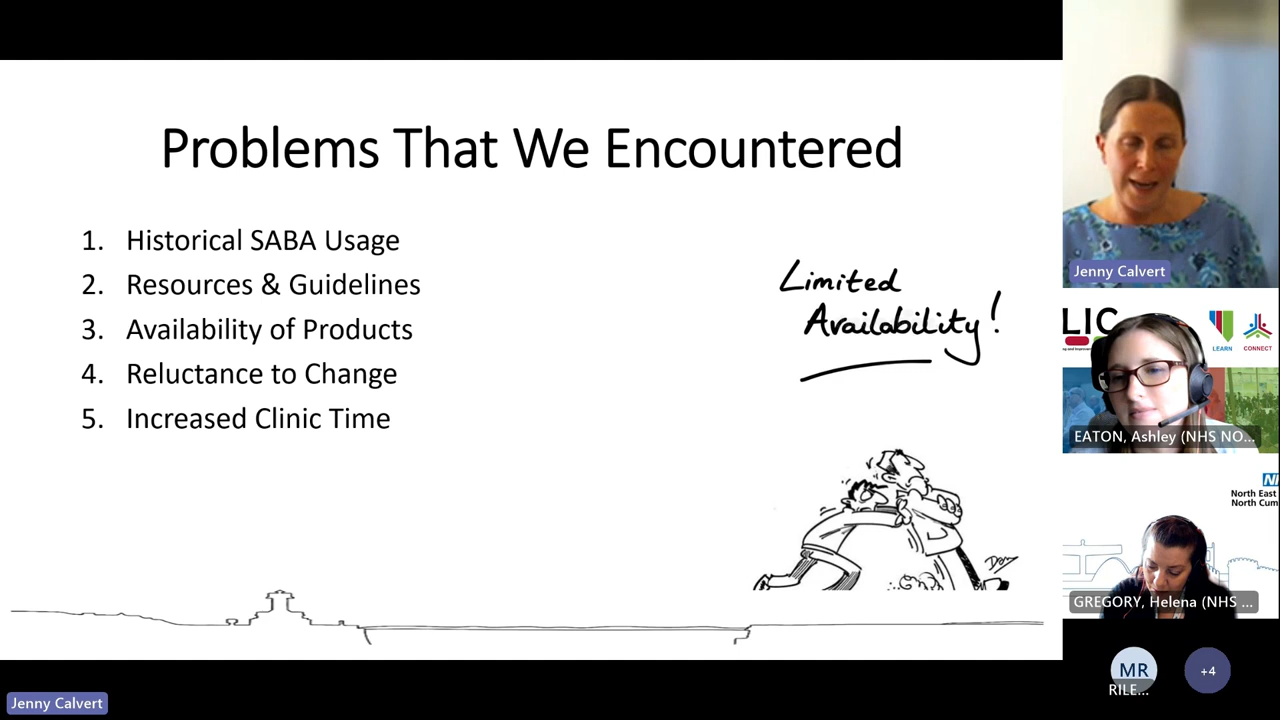 Problems That We Encountered
1. Historical SABA Usage
2. Resources & Guidelines
3. Availability of Products
4. Reluctance to Change
5. Increased Clinic Time
Limited
Availability!
Jenny Calvert
Jenny Calvert
LIC
LEARN
CONNECT
EATON, Ashley (NHS NO...
North East
North Cum
GREGORY, Helena (NHS ...
MR
RILE...
+4